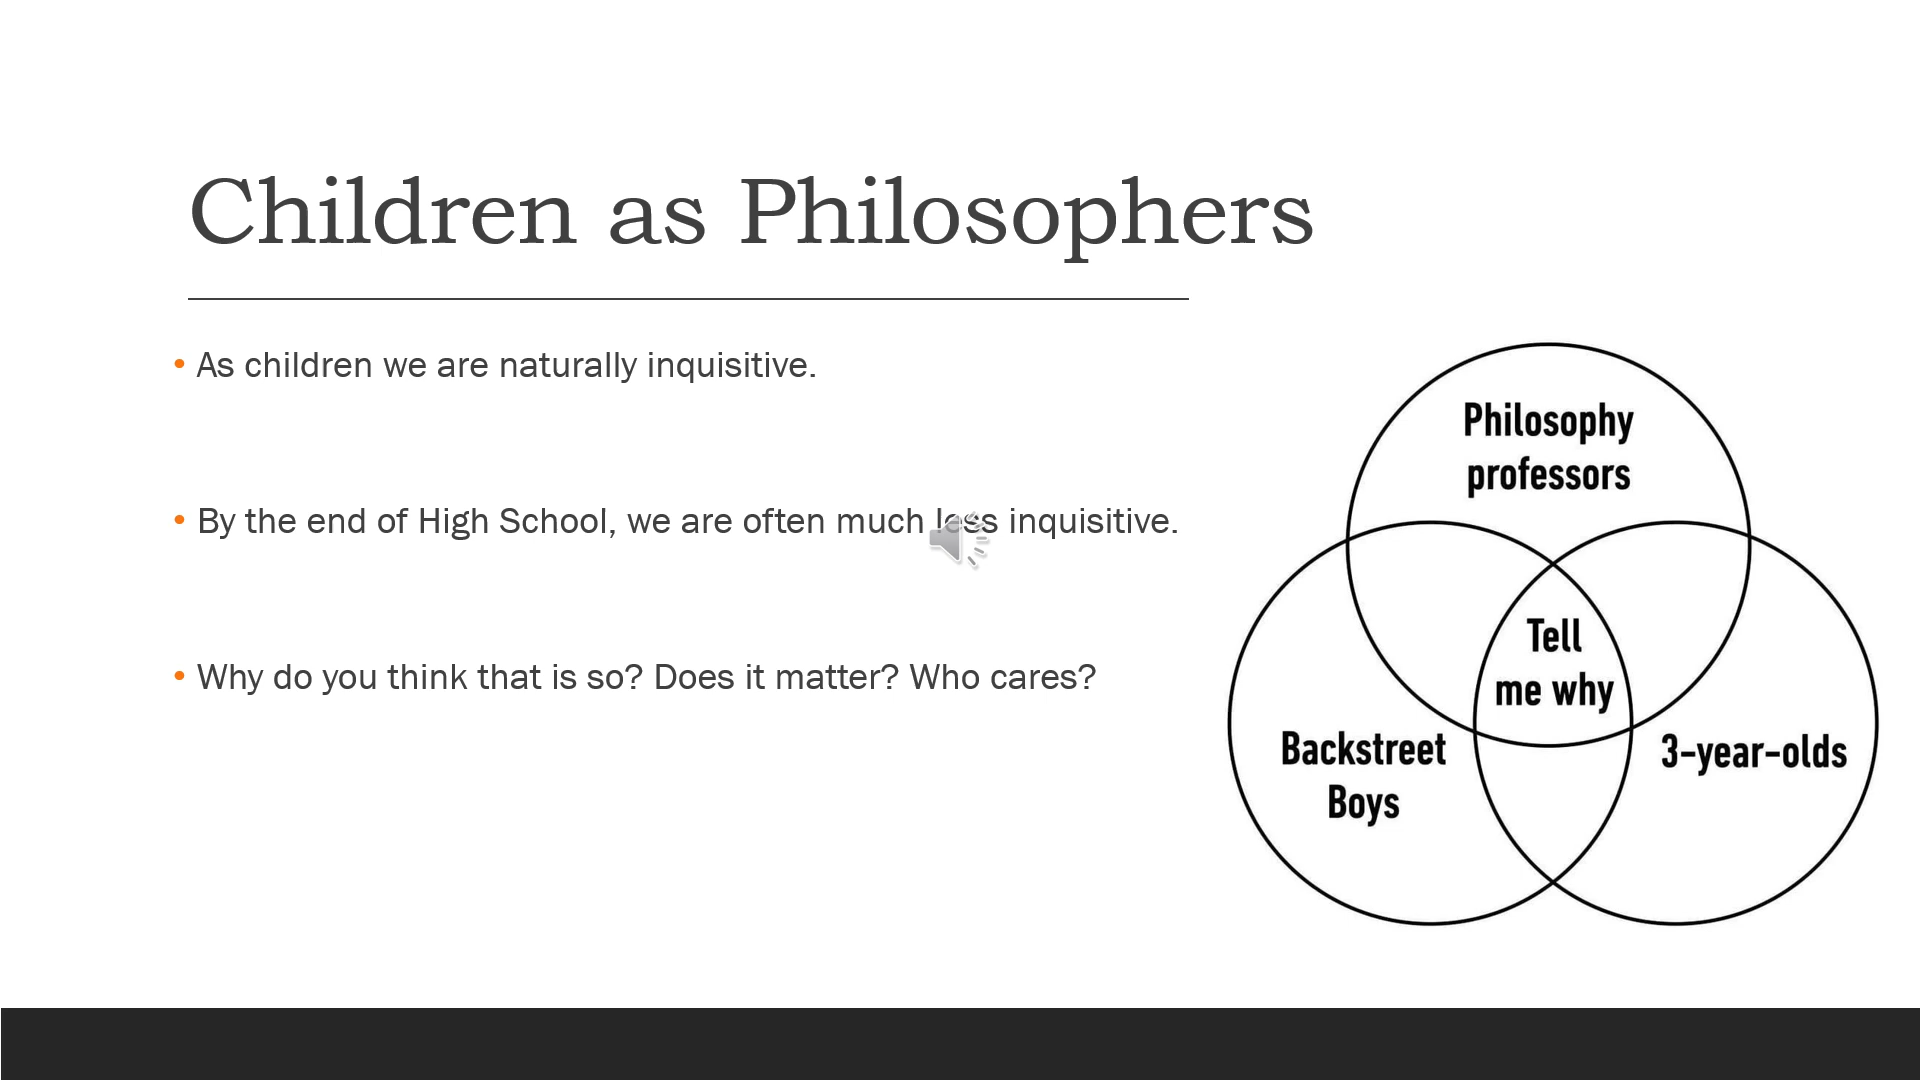 Children as Philosophers
• As children we are naturally inquisitive.
• By the end of High School, we are often much less inquisitive.
• Why do you think that is so? Does it matter? Who cares?
Philosophy
professors
Tell
me why
Backstreet
Boys
3-year-olds